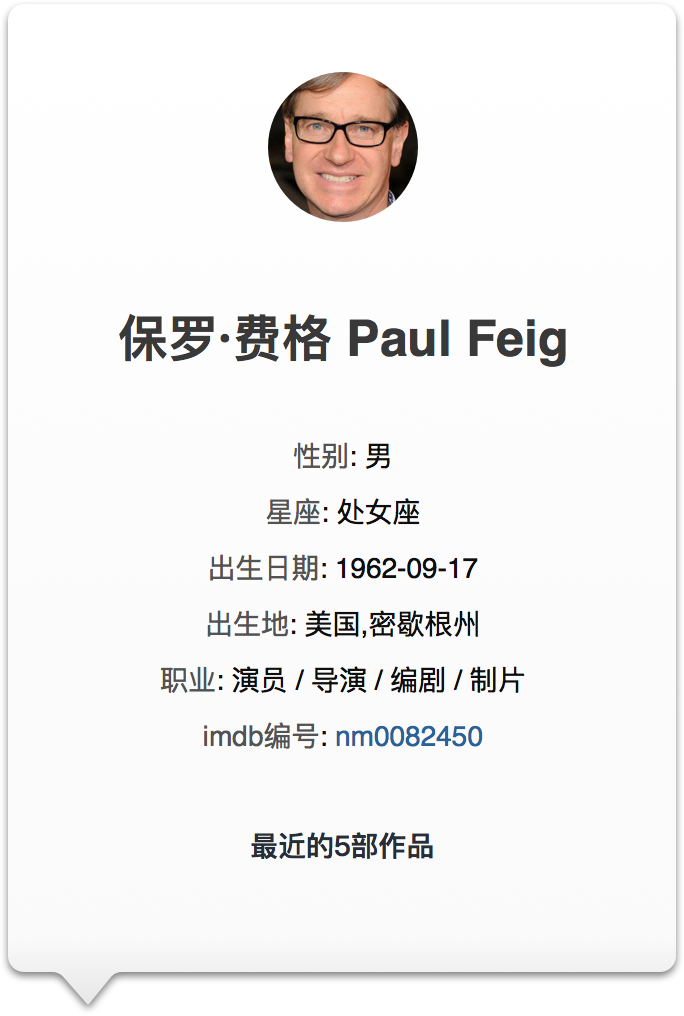 保罗·费格 Paul Feig
性别: 男
星座: 处女座
出生日期: 1962-09-17
出生地: 美国,密歇根州
职业: 演员 / 导演 / 编剧 / 制片
imdb编号: nm0082450
最近的5部作品